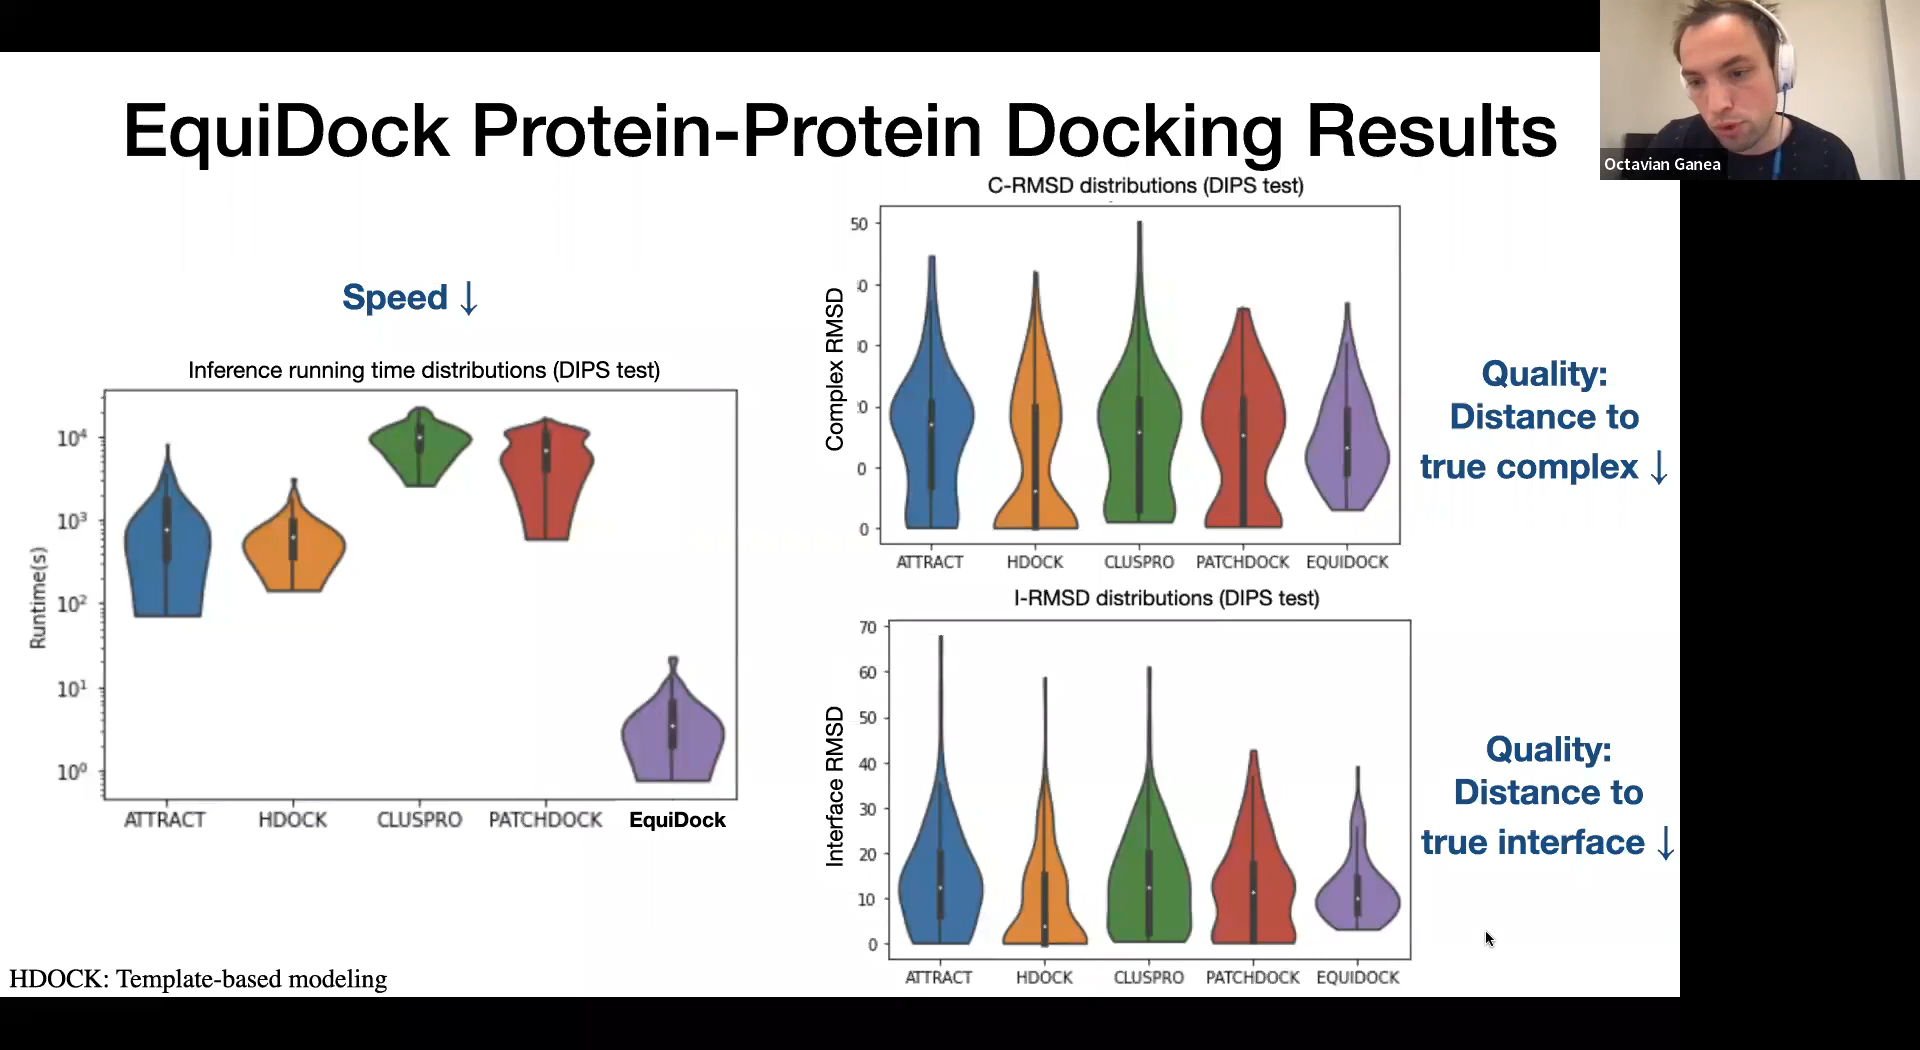 EquiDock Protein-Protein Docking Results
Octavian Ganea
Speed ↓
Inference running time distributions (DIPS test)
Runtime(s)
10⁴
10³
10²
10¹
10⁰
ATTRACT HDOCK CLUSPRO PATCHDOCK EquiDock
C-RMSD distributions (DIPS test)
Complex RMSD
50
0
0
0
0
0
ATTRACT HDOCK CLUSPRO PATCHDOCK EQUIDOCK
Quality:
Distance to
true complex ↓
I-RMSD distributions (DIPS test)
Interface RMSD
70
60
50
40
30
20
10
0
ATTRACT HDOCK CLUSPRO PATCHDOCK EQUIDOCK
Quality:
Distance to
true interface ↓
HDOCK: Template-based modeling